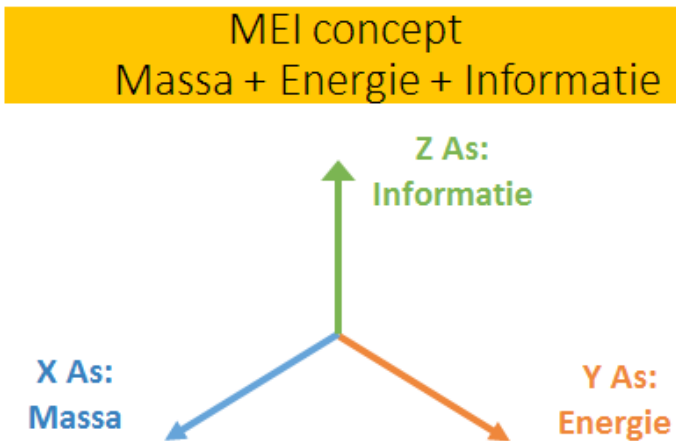 MEI concept
Massa + Energie + Informatie
Z As:
Informatie
X As:
Massa
Y As:
Energie